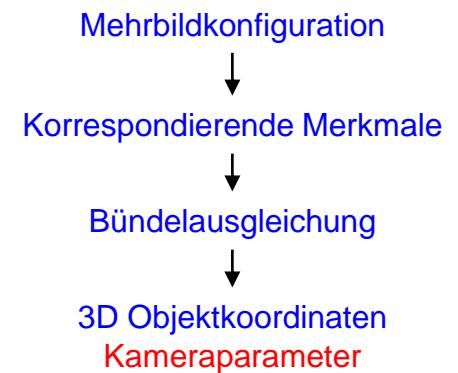 Mehrbildkonfiguration
Korrespondierende Merkmale
Bündelausgleichung
3D Objektkoordinaten
Kameraparameter